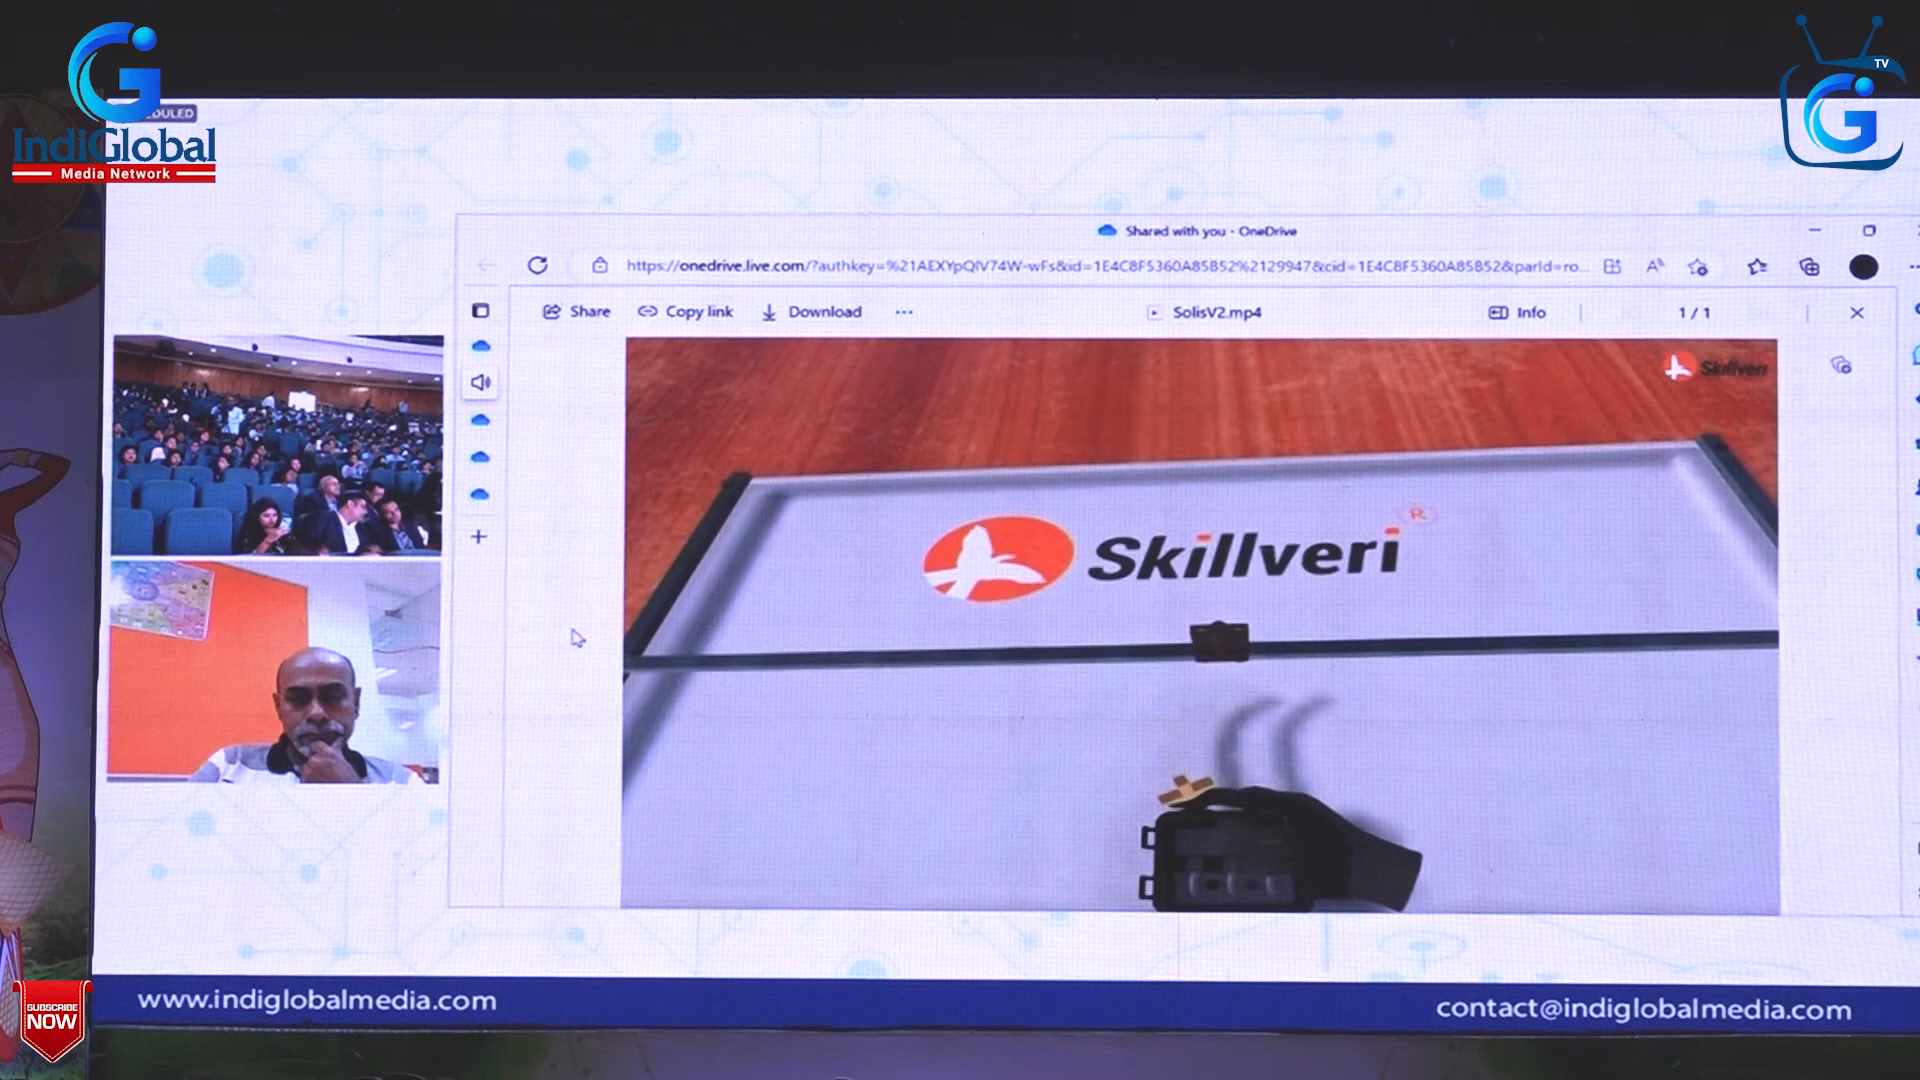 IndiGlobal
Media Network
TV
Shared with you - OneDrive
https://onedrive.live.com/?authkey=%21AEXYpQIV74W-wFs&id=1E4C8F5360A85B52%2129947&cid=1E4C8F5360A85B52&parId=ro...
Share
Copy link
Download
SolisV2.mp4
Info
1 / 1
Skillveri
Skillveri
R
SUBSCRIBE
NOW
www.indiglobalmedia.com
contact@indiglobalmedia.com